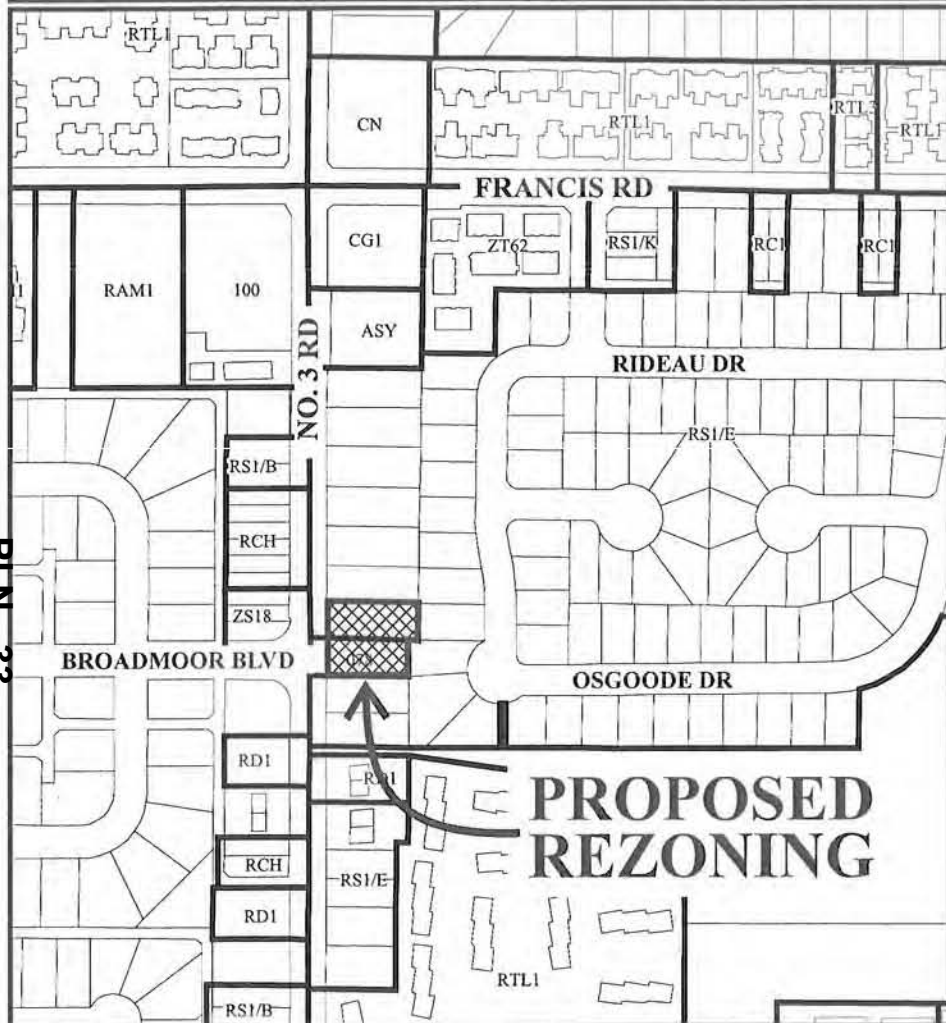 RTL1
CN
RTL1
RTL3
RTL1
FRANCIS RD
CG1
ZT62
RS1/K
RC1
RC1
RAM1
100
ASY
NO. 3 RD
RIDEAU DR
RS1/E
RS1/B
RCH
ZS18
BROADMOOR BLVD
OSGOODE DR
RD1
RD1
PROPOSED
REZONING
RCH
RS1/E
RD1
RTL1
RS1/B